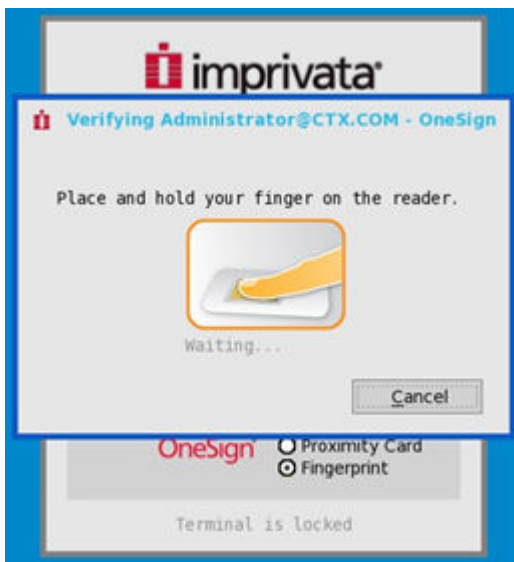 imprivata®
Verifying Administrator@CTX.COM - OneSign
Place and hold your finger on the reader.
Waiting...
Cancel
OneSign®
Proximity Card
Fingerprint
Terminal is locked